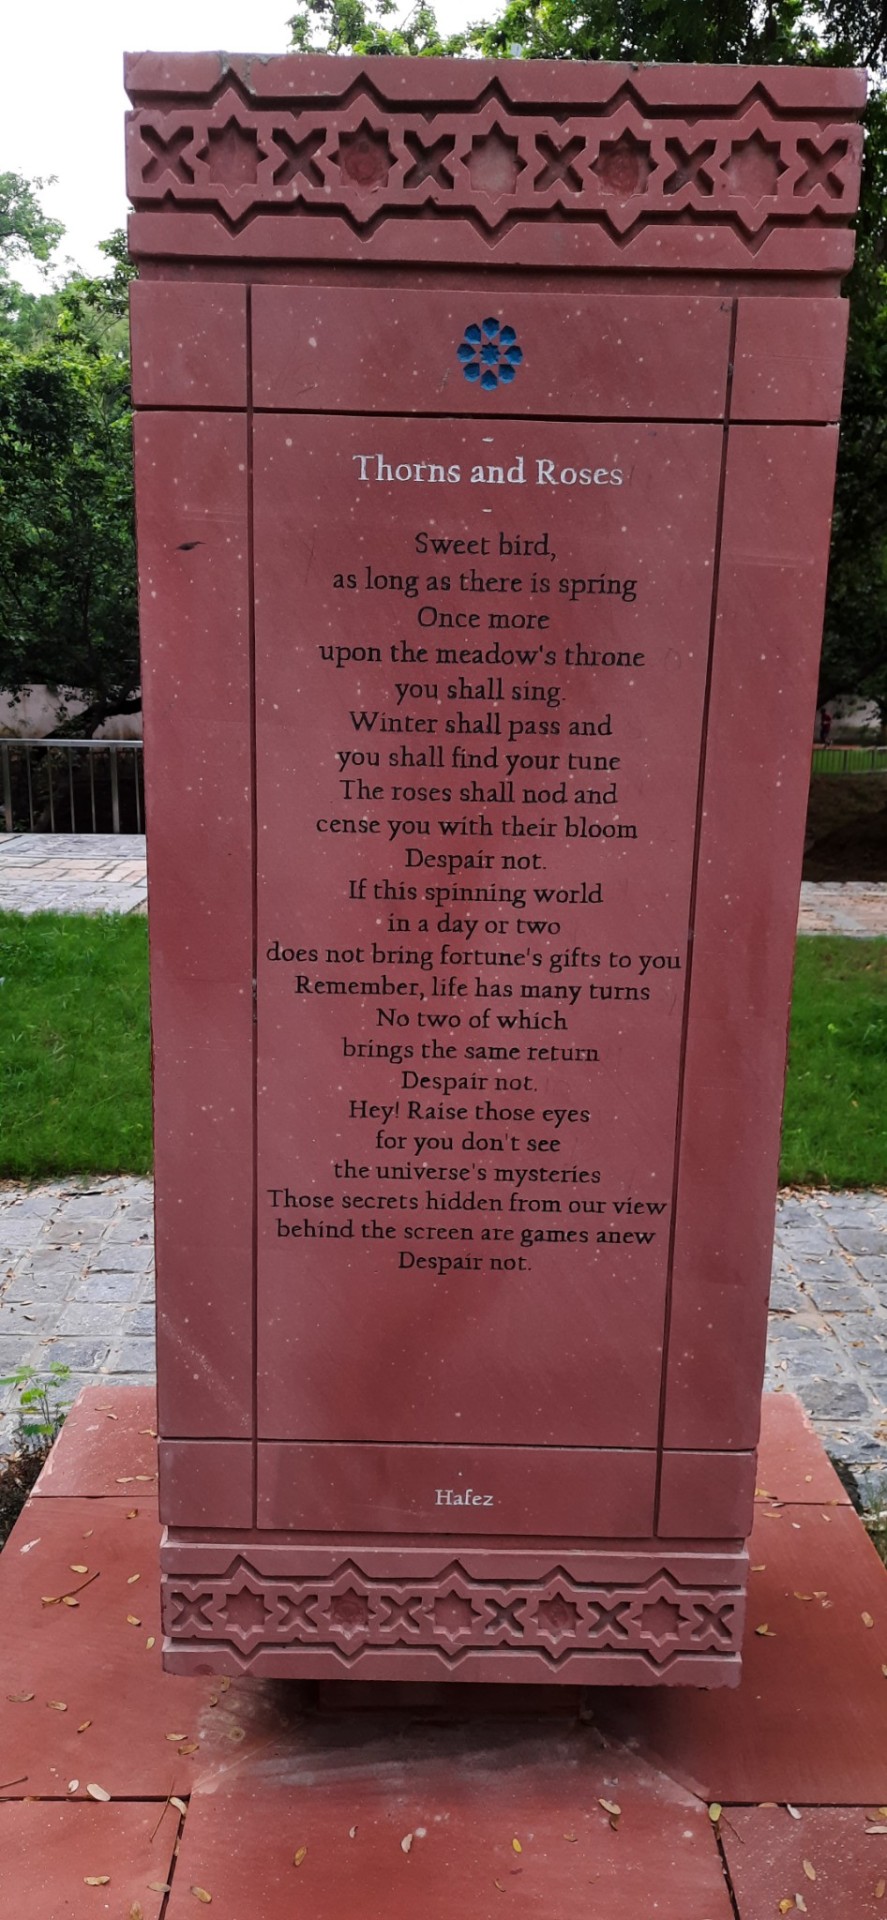 Thorns and Roses
Sweet bird,
as long as there is spring
Once more
upon the meadow's throne
you shall sing.
Winter shall pass and
you shall find your tune
The roses shall nod and
cense you with their bloom
Despair not.
If this spinning world
in a day or two
does not bring fortune's gifts to you
Remember, life has many turns
No two of which
brings the same return
Despair not.
Hey! Raise those eyes
for you don't see
the universe's mysteries
Those secrets hidden from our view
behind the screen are games anew
Despair not.
Hafez